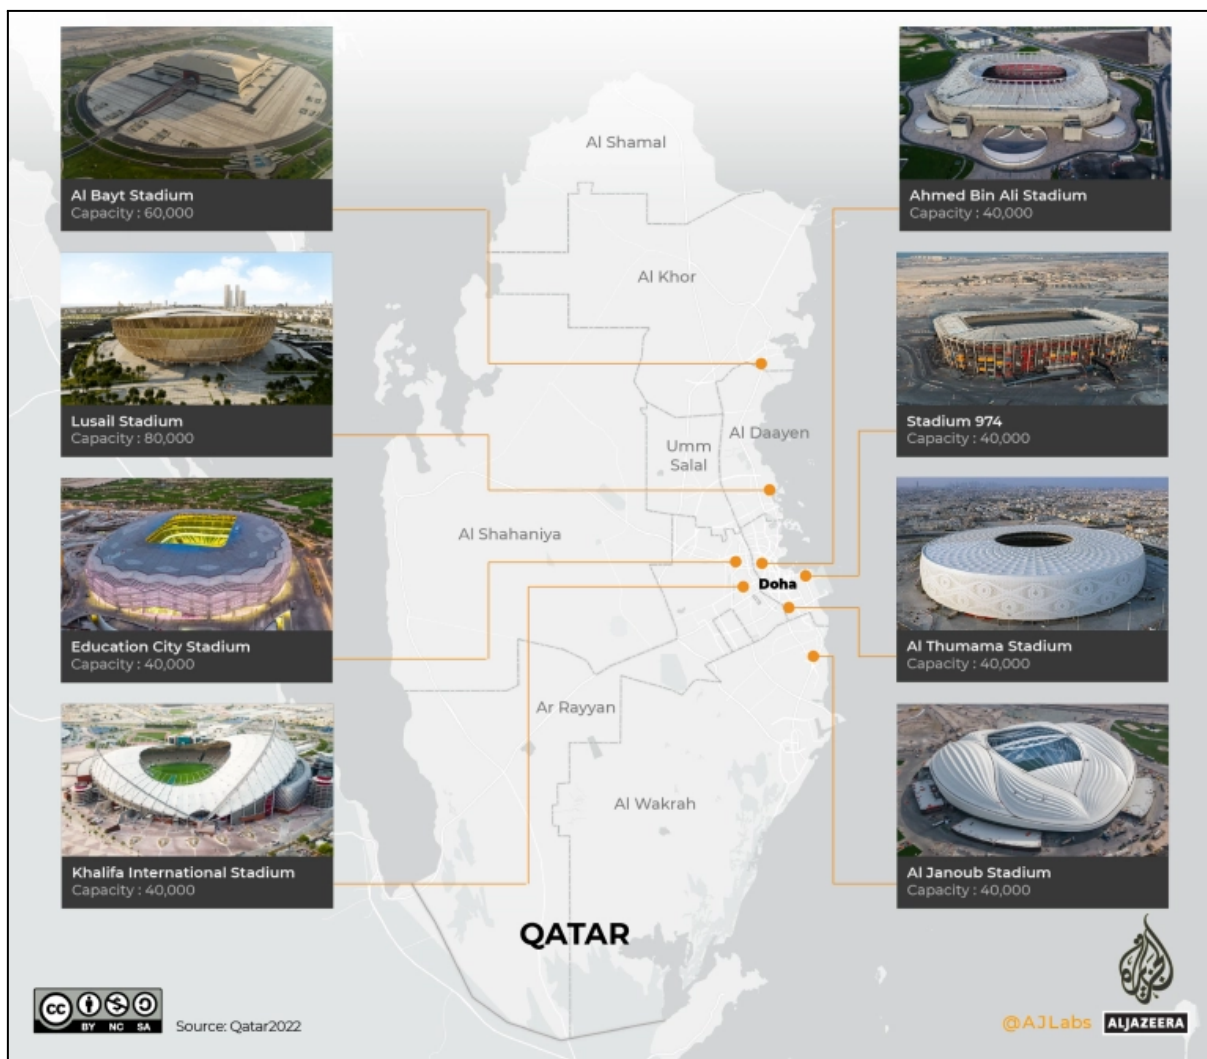 Al Bayt Stadium
Capacity : 60,000
Lusail Stadium
Capacity : 80,000
Education City Stadium
Capacity : 40,000
Khalifa International Stadium
Capacity : 40,000
Al Shamal
Al Khor
Al Daayen
Umm
Salal
Al Shahaniya
Doha
Ar Rayyan
Al Wakrah
QATAR
Ahmed Bin Ali Stadium
Capacity : 40,000
Stadium 974
Capacity : 40,000
Al Thumama Stadium
Capacity : 40,000
Al Janoub Stadium
Capacity : 40,000
cc
BY NC SA
Source: Qatar2022
@AJLabs
الجزيرة
ALJAZEERA